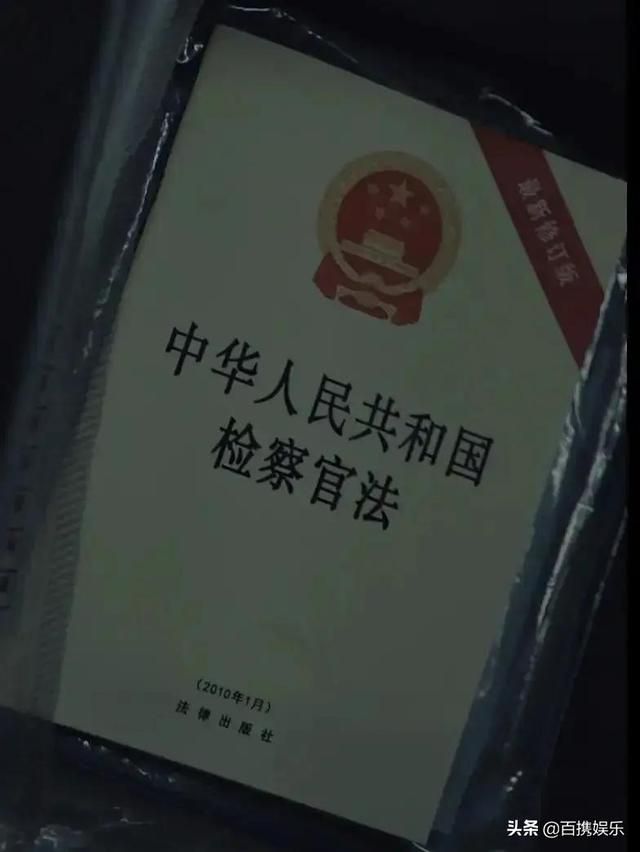 最新修订版
中华人民共和国
检察官法
(2010年1月)
法律出版社
头条 @百携娱乐